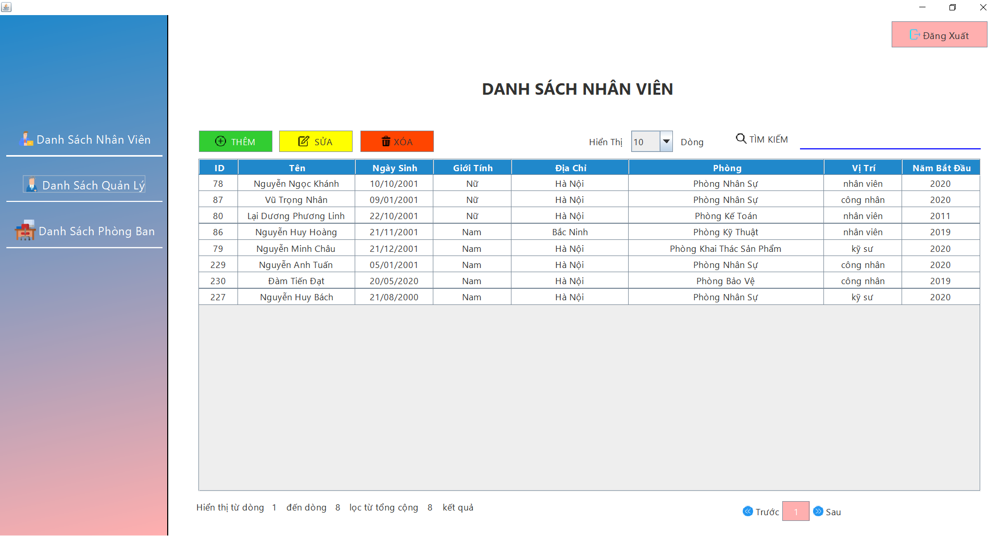 Đăng Xuất
DANH SÁCH NHÂN VIÊN
Danh Sách Nhân Viên
Danh Sách Quản Lý
Danh Sách Phòng Ban
THÊM SỬA XÓA Hiển Thị 10 Dòng TÌM KIẾM
ID Tên Ngày Sinh Giới Tính Địa Chỉ Phòng Vị Trí Năm Bắt Đầu
78 Nguyễn Ngọc Khánh 10/10/2001 Nữ Hà Nội Phòng Nhân Sự nhân viên 2020
87 Vũ Trọng Nhân 09/01/2001 Nữ Hà Nội Phòng Nhân Sự công nhân 2020
80 Lại Dương Phương Linh 22/10/2001 Nữ Hà Nội Phòng Kế Toán nhân viên 2011
86 Nguyễn Huy Hoàng 21/11/2001 Nam Bắc Ninh Phòng Kỹ Thuật nhân viên 2019
79 Nguyễn Minh Châu 21/12/2001 Nam Hà Nội Phòng Khai Thác Sản Phẩm kỹ sư 2020
229 Nguyễn Anh Tuấn 05/01/2001 Nam Hà Nội Phòng Nhân Sự công nhân 2020
230 Đàm Tiến Đạt 20/05/2020 Nam Hà Nội Phòng Bảo Vệ công nhân 2019
227 Nguyễn Huy Bách 21/08/2000 Nam Hà Nội Phòng Nhân Sự kỹ sư 2020
Hiển thị từ dòng 1 đến dòng 8 lọc từ tổng cộng 8 kết quả
Trước 1 Sau